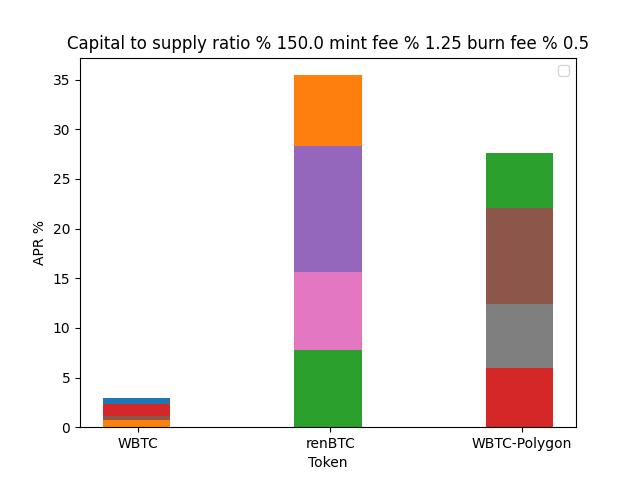 Capital to supply ratio % 150.0 mint fee % 1.25 burn fee % 0.5
35
30
25
20
15
10
5
0
APR %
WBTC renBTC WBTC-Polygon
Token